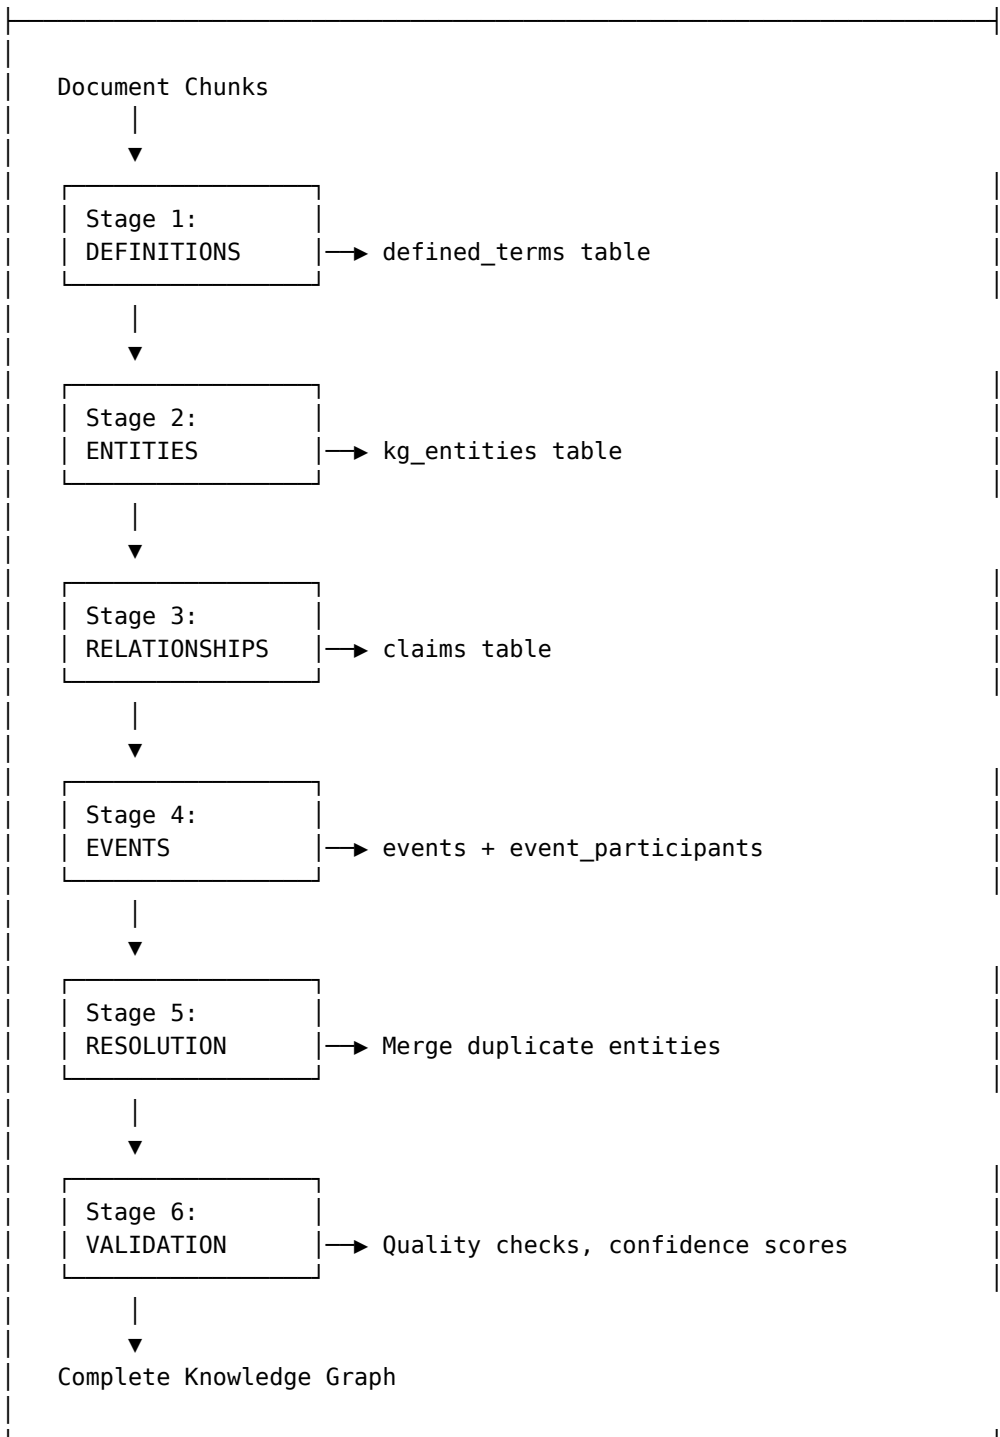 Document Chunks
Stage 1:
DEFINITIONS
defined_terms table
Stage 2:
ENTITIES
kg_entities table
Stage 3:
RELATIONSHIPS
claims table
Stage 4:
EVENTS
events + event_participants
Stage 5:
RESOLUTION
Merge duplicate entities
Stage 6:
VALIDATION
Quality checks, confidence scores
Complete Knowledge Graph